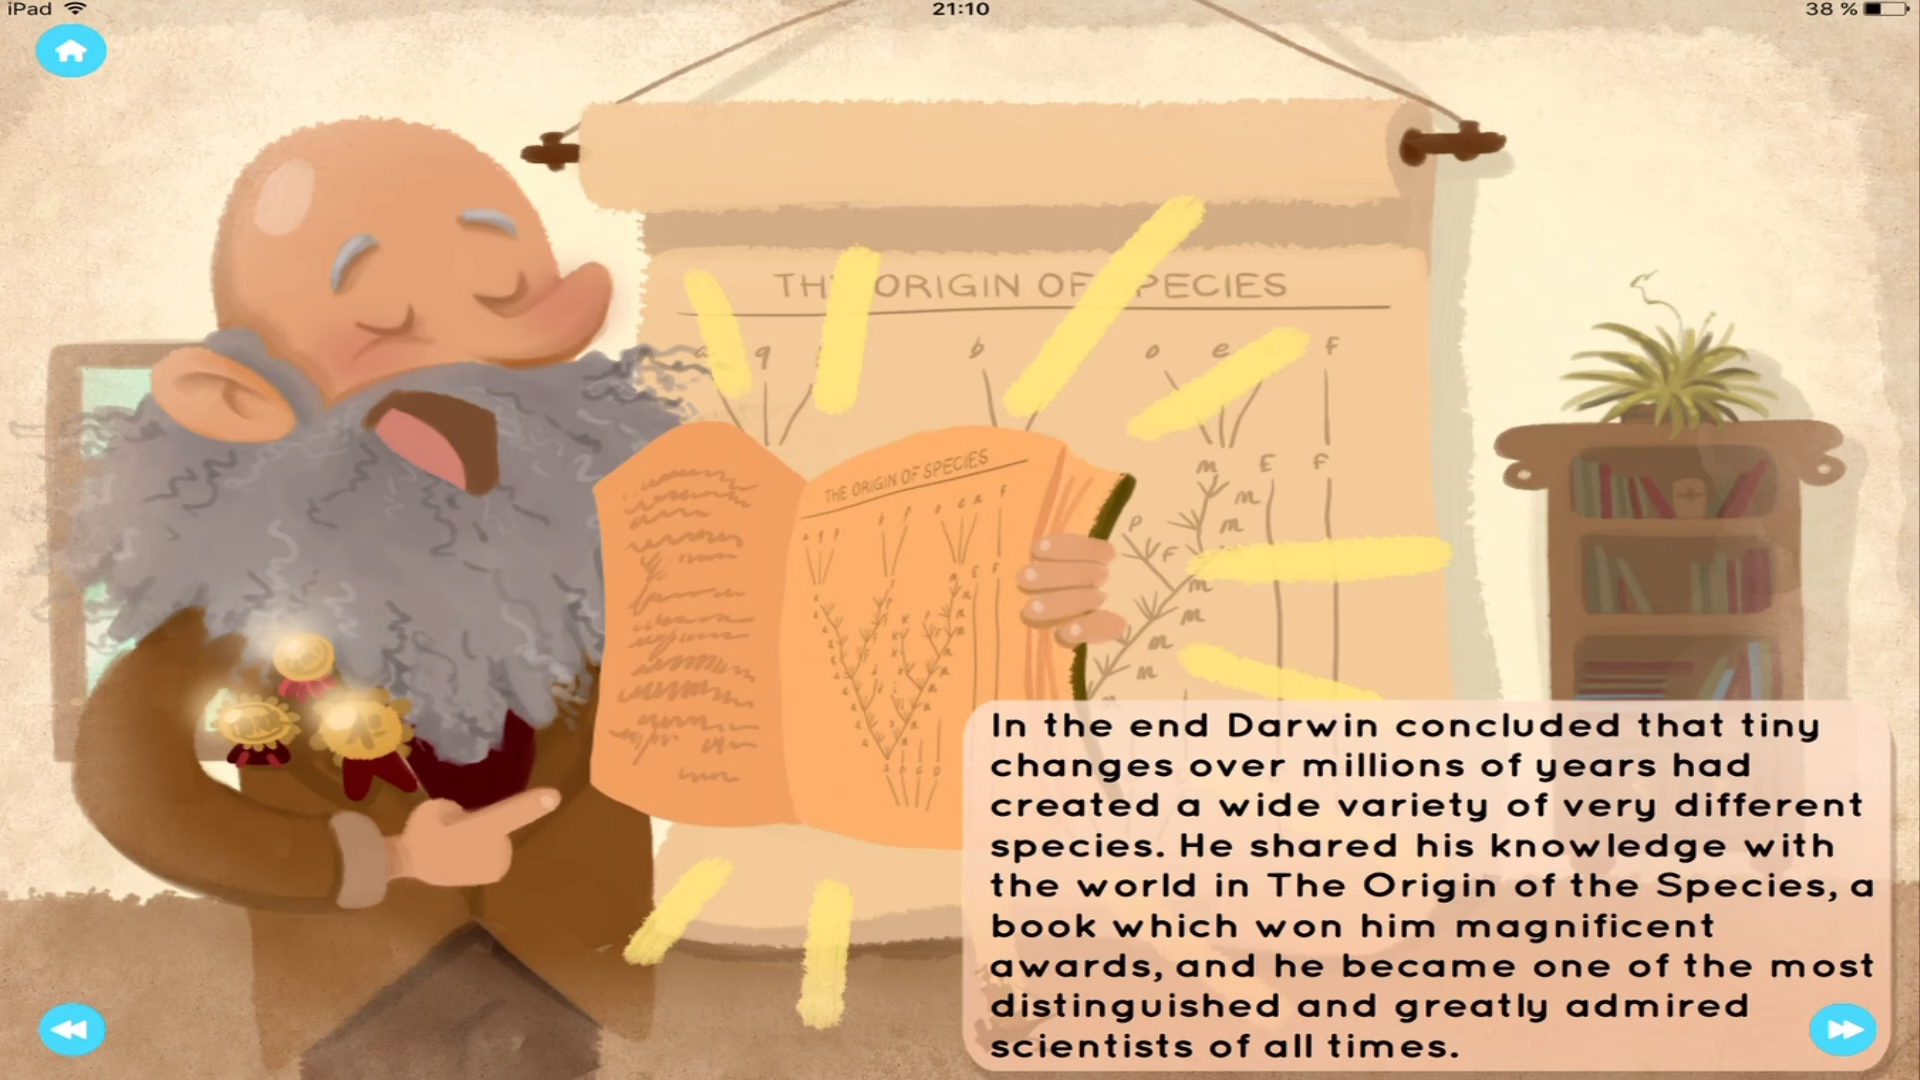 iPad
21:10
38 %
THE ORIGIN OF SPECIES
q b o e F
m E F
m
P m
F
m
m
m
m
THE ORIGIN OF SPECIES
In the end Darwin concluded that tiny
changes over millions of years had
created a wide variety of very different
species. He shared his knowledge with
the world in The Origin of the Species, a
book which won him magnificent
awards, and he became one of the most
distinguished and greatly admired
scientists of all times.